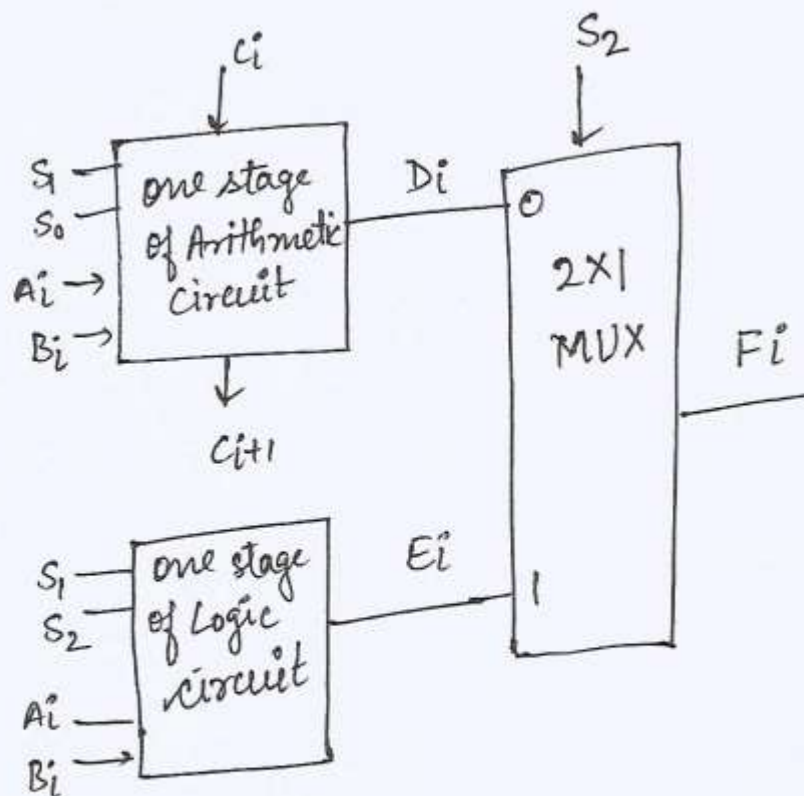 Ci
S1
S0
Ai
Bi
one stage
of Arithmetic
circuit
Ci+1
Di
S2
0
2X1
MUX
1
Fi
S1
S2
Ai
Bi
one stage
of Logic
circuit
Ei